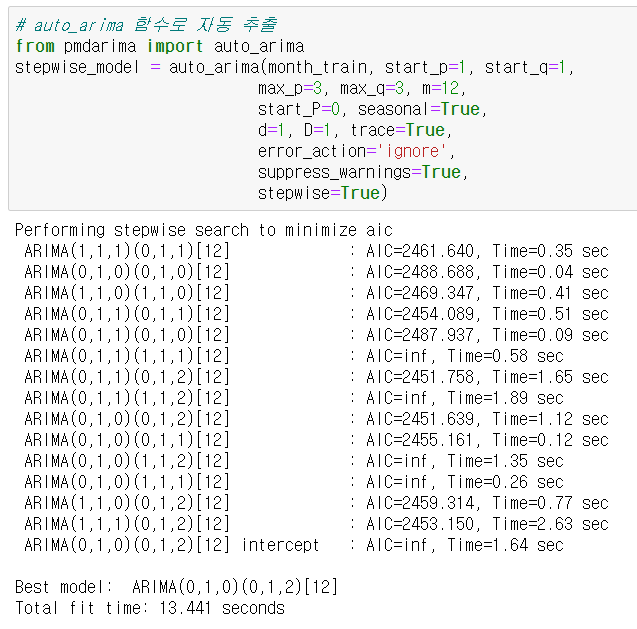 # auto_arima 함수로 자동 추출
from pmdarima import auto_arima
stepwise_model = auto_arima(month_train, start_p=1, start_q=1,
                            max_p=3, max_q=3, m=12,
                            start_P=0, seasonal=True,
                            d=1, D=1, trace=True,
                            error_action='ignore',
                            suppress_warnings=True,
                            stepwise=True)
Performing stepwise search to minimize aic
 ARIMA(1,1,1)(0,1,1)[12]             : AIC=2461.640, Time=0.35 sec
 ARIMA(0,1,0)(0,1,0)[12]             : AIC=2488.688, Time=0.04 sec
 ARIMA(1,1,0)(1,1,0)[12]             : AIC=2469.347, Time=0.41 sec
 ARIMA(0,1,1)(0,1,1)[12]             : AIC=2454.089, Time=0.51 sec
 ARIMA(0,1,1)(0,1,0)[12]             : AIC=2487.937, Time=0.09 sec
 ARIMA(0,1,1)(1,1,1)[12]             : AIC=inf, Time=0.58 sec
 ARIMA(0,1,1)(0,1,2)[12]             : AIC=2451.758, Time=1.65 sec
 ARIMA(0,1,1)(1,1,2)[12]             : AIC=inf, Time=1.89 sec
 ARIMA(0,1,0)(0,1,2)[12]             : AIC=2451.639, Time=1.12 sec
 ARIMA(0,1,0)(0,1,1)[12]             : AIC=2455.161, Time=0.12 sec
 ARIMA(0,1,0)(1,1,2)[12]             : AIC=inf, Time=1.35 sec
 ARIMA(0,1,0)(1,1,1)[12]             : AIC=inf, Time=0.26 sec
 ARIMA(1,1,0)(0,1,2)[12]             : AIC=2459.314, Time=0.77 sec
 ARIMA(1,1,1)(0,1,2)[12]             : AIC=2453.150, Time=2.63 sec
 ARIMA(0,1,0)(0,1,2)[12] intercept   : AIC=inf, Time=1.64 sec

Best model:  ARIMA(0,1,0)(0,1,2)[12]
Total fit time: 13.441 seconds